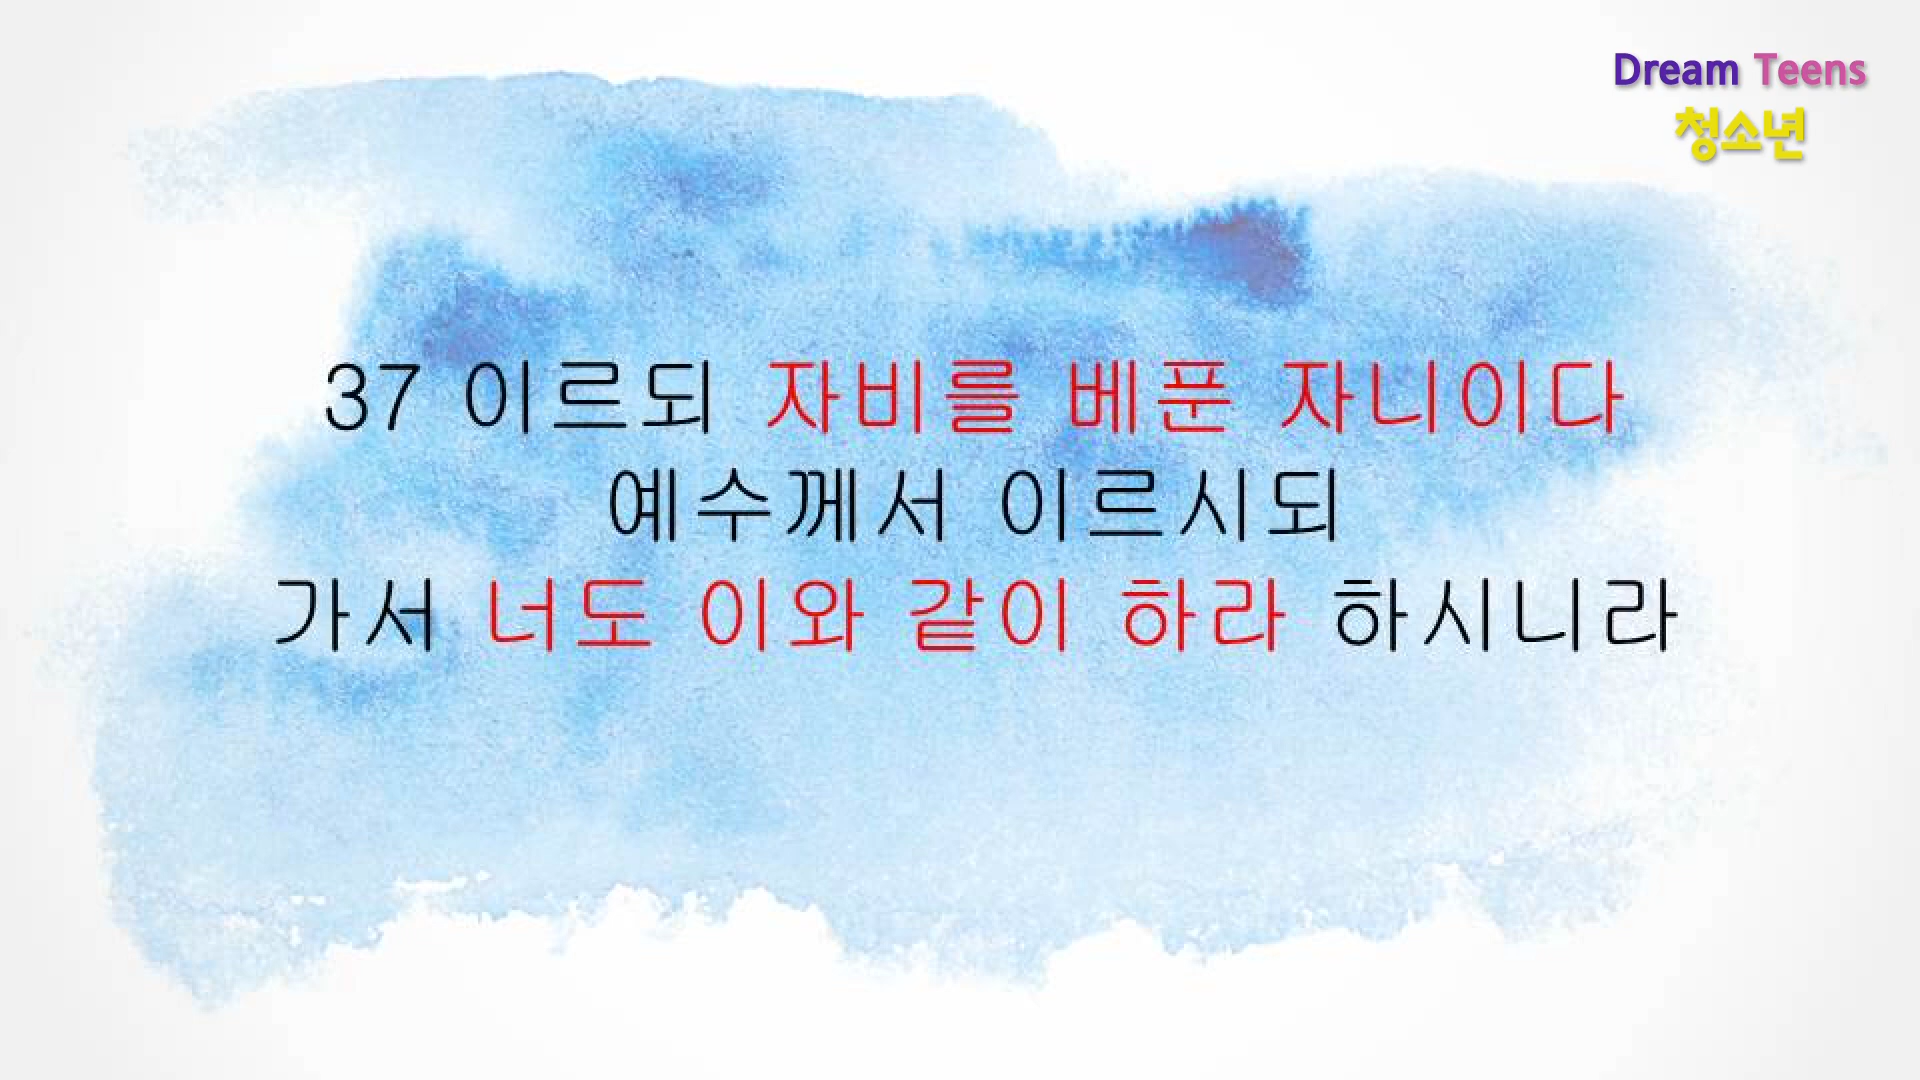 Dream Teens
청소년
37 이르되 자비를 베푼 자니이다
예수께서 이르시되
가서 너도 이와 같이 하라 하시니라